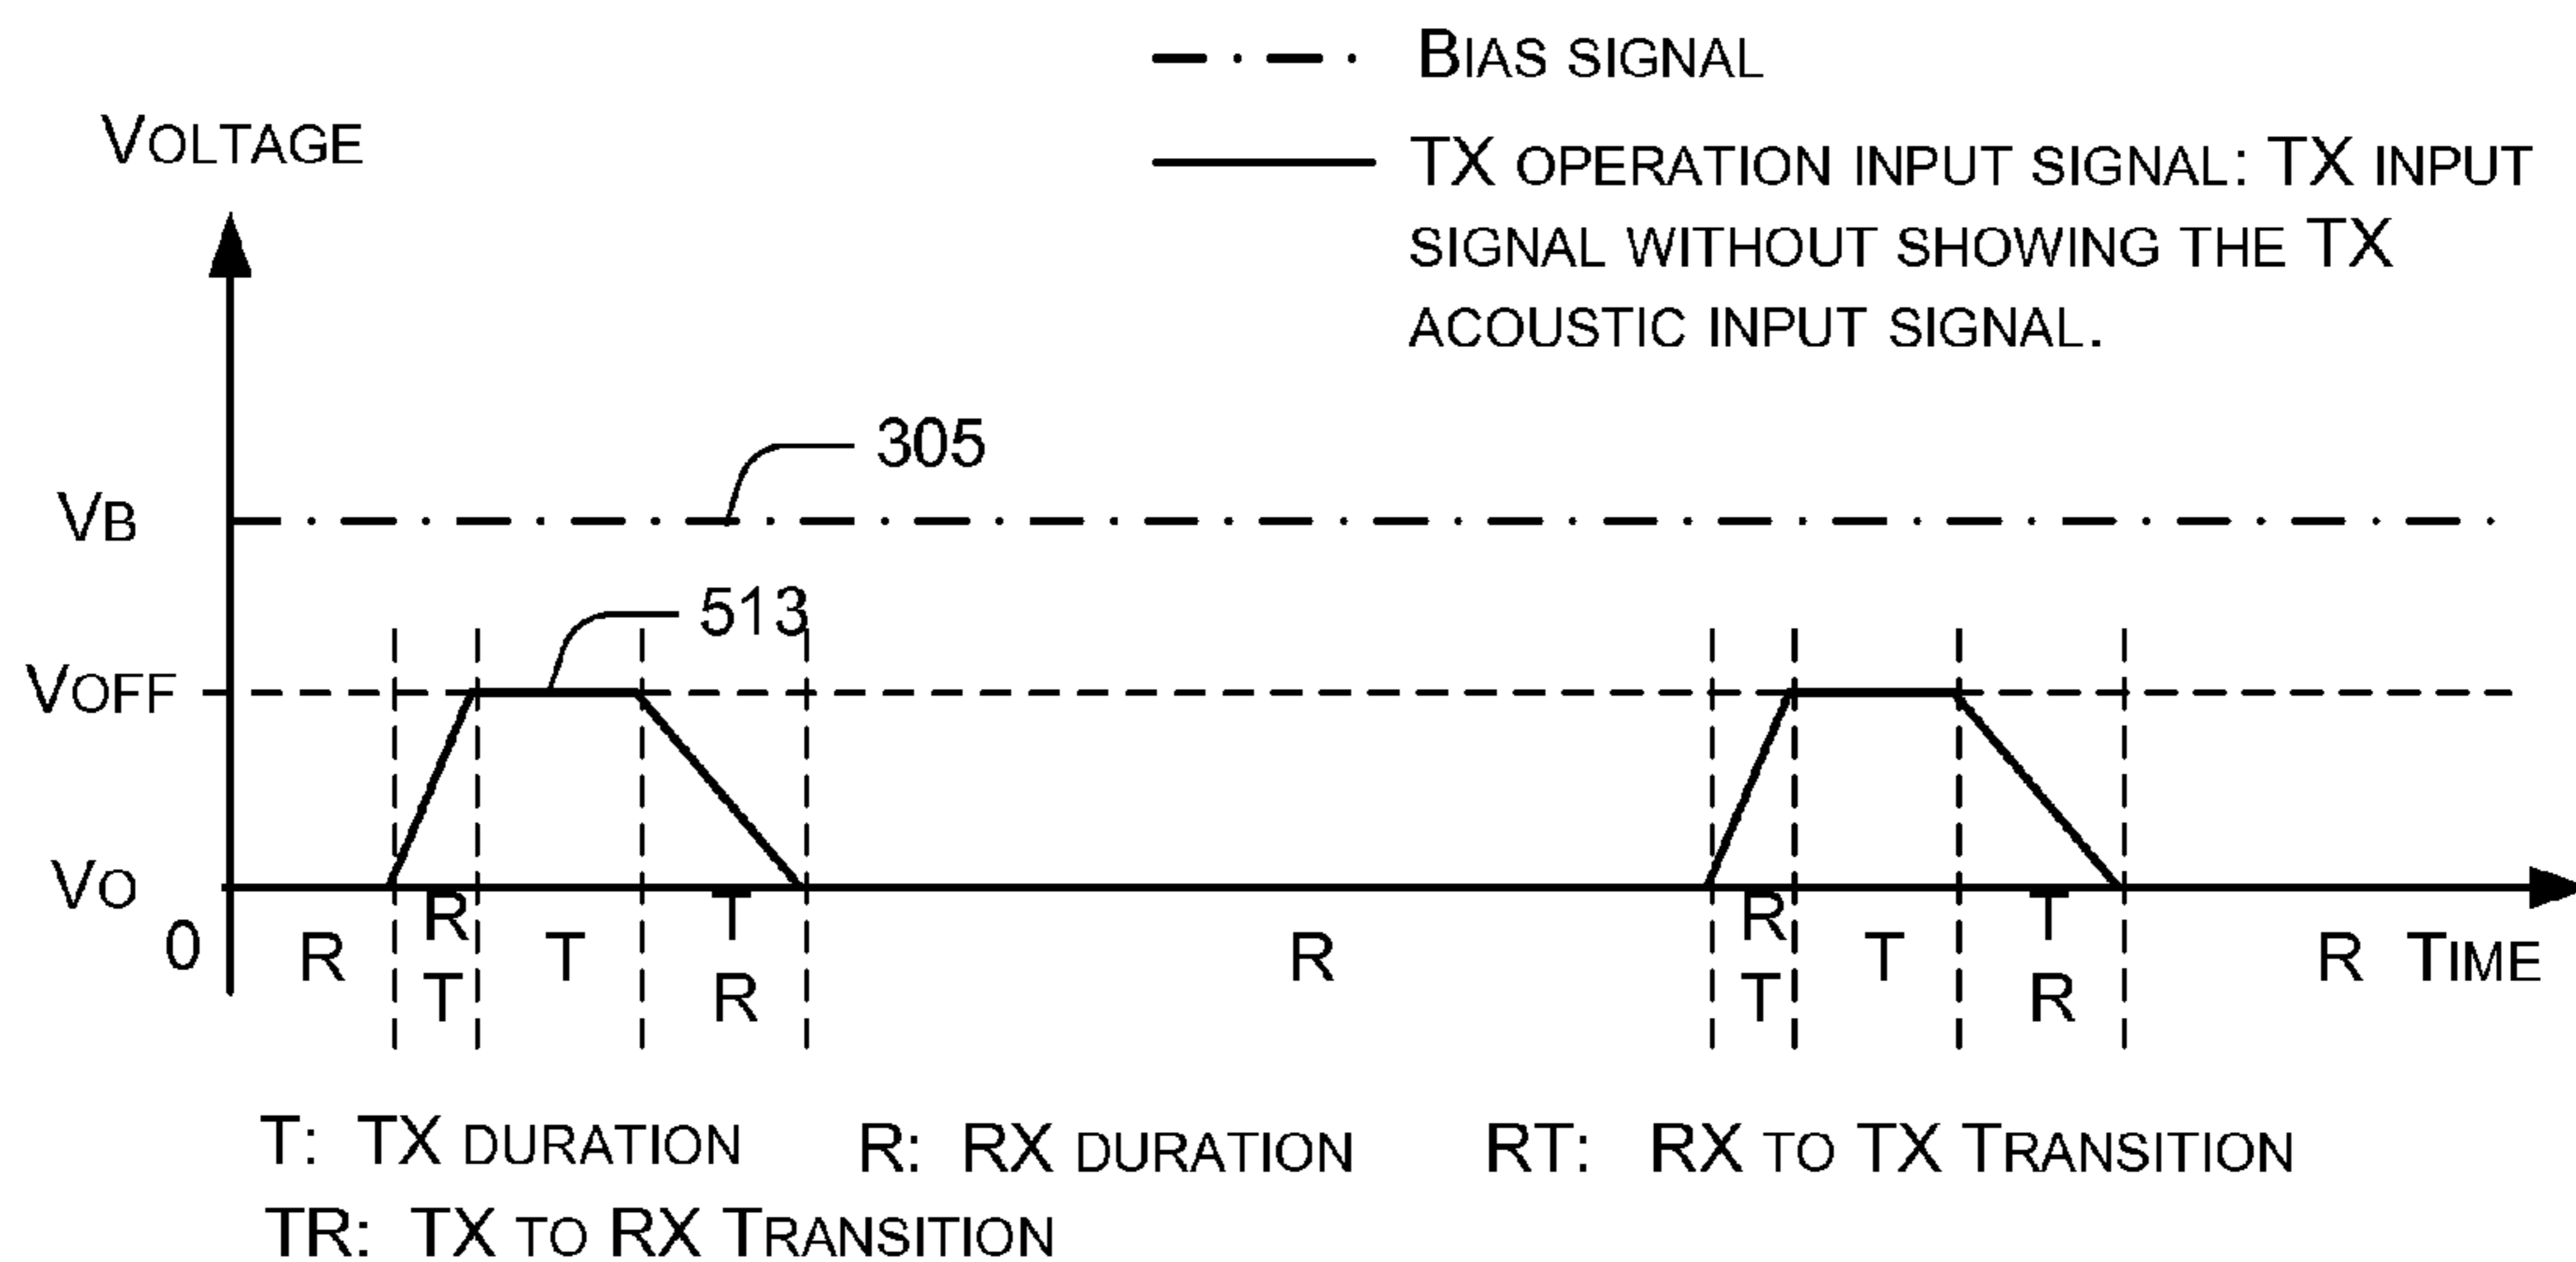 BIAS SIGNAL
VOLTAGE
TX OPERATION INPUT SIGNAL: TX INPUT
SIGNAL WITHOUT SHOWING THE TX
ACOUSTIC INPUT SIGNAL.
305
VB
513
VOFF
VO
0
R
R
T
T
T
R
R
R
T
T
T
R
R
TIME
T: TX DURATION
R: RX DURATION
RT: RX TO TX TRANSITION
TR: TX TO RX TRANSITION